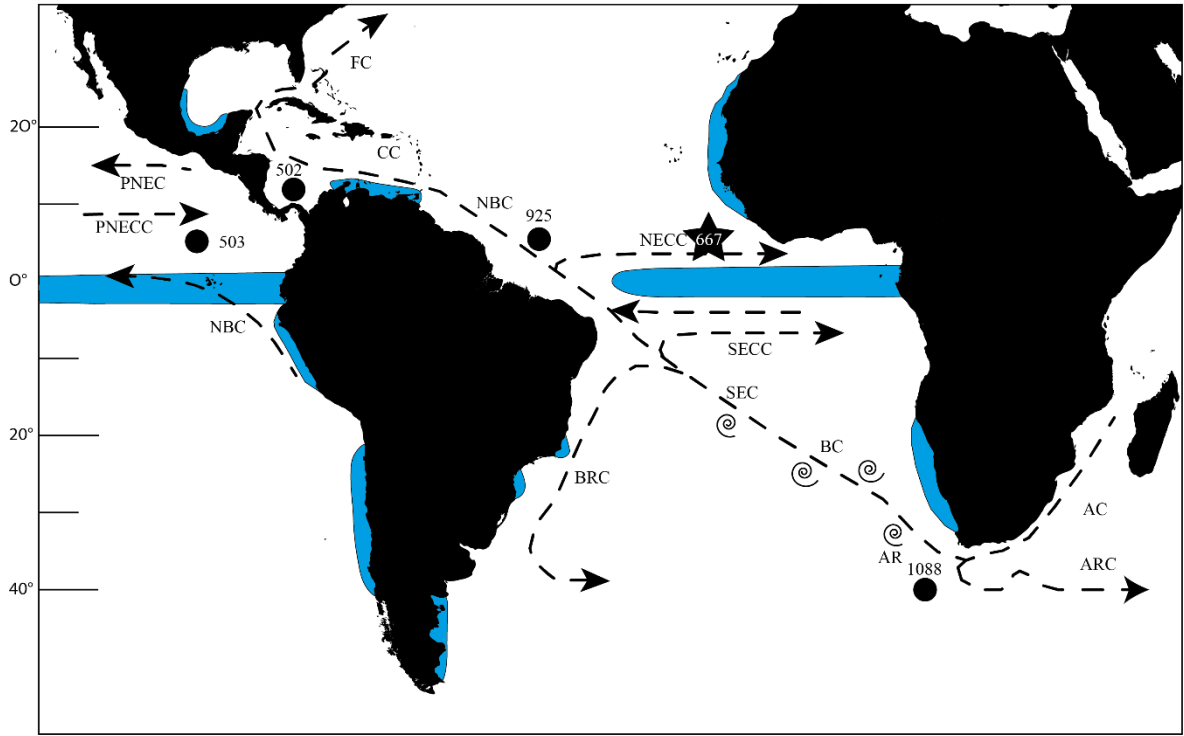 FC
20°
CC
502
PNEC
NBC
PNECC
925
503
NECC
667
0°
NBC
SECC
SEC
20°
BC
BRC
AC
AR
1088
ARC
40°